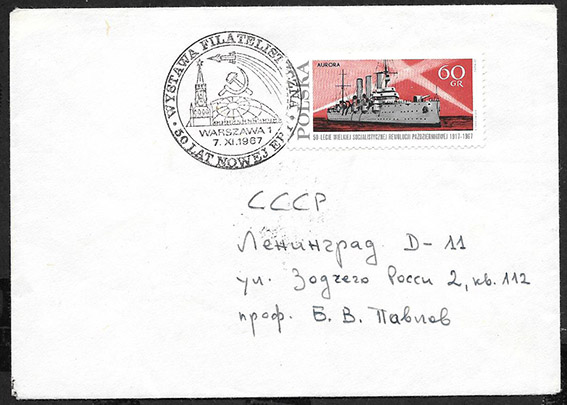 WYSTAWA FILATELISTYCZNA
50 LAT NOWEJ EP
WARSZAWA 1
7. XI. 1967
POLSKA
AURORA
60 GR
50-LECIE WIELKIEJ SOCJALISTYCZNEJ REWOLUCJI PAŹDZIERNIKOWEJ 1917-1967
СССР
Ленинград Д-11
ул. Зодчего Росси 2, кв. 112
проф. Б. В. Павлов